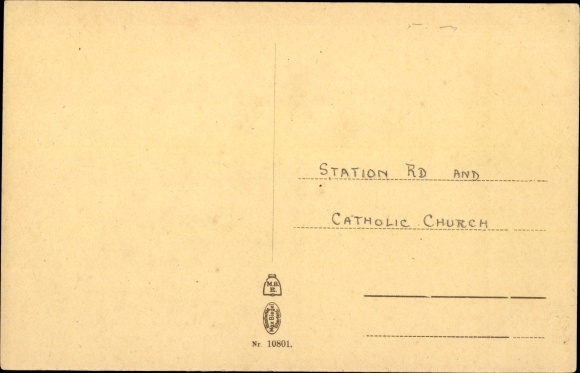 STATION RD AND
CATHOLIC CHURCH
M.B.
H.
Nr. 10801.